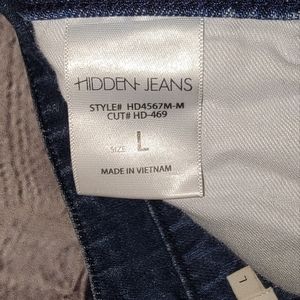 HIDDEN JEANS
STYLE# HD4567M-M
CUT# HD-469
SIZE L
MADE IN VIETNAM
L